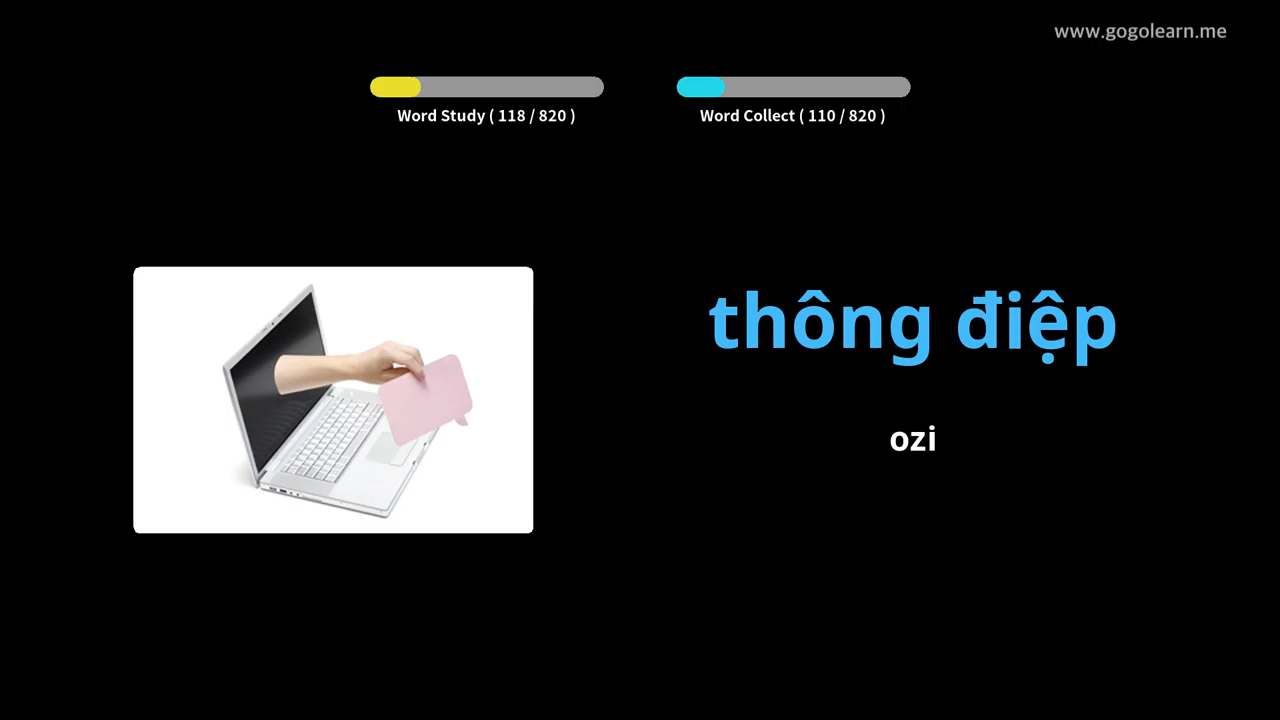 www.gogolearn.me
Word Study ( 118 / 820 )
Word Collect ( 110 / 820 )
thông điệp
ozi